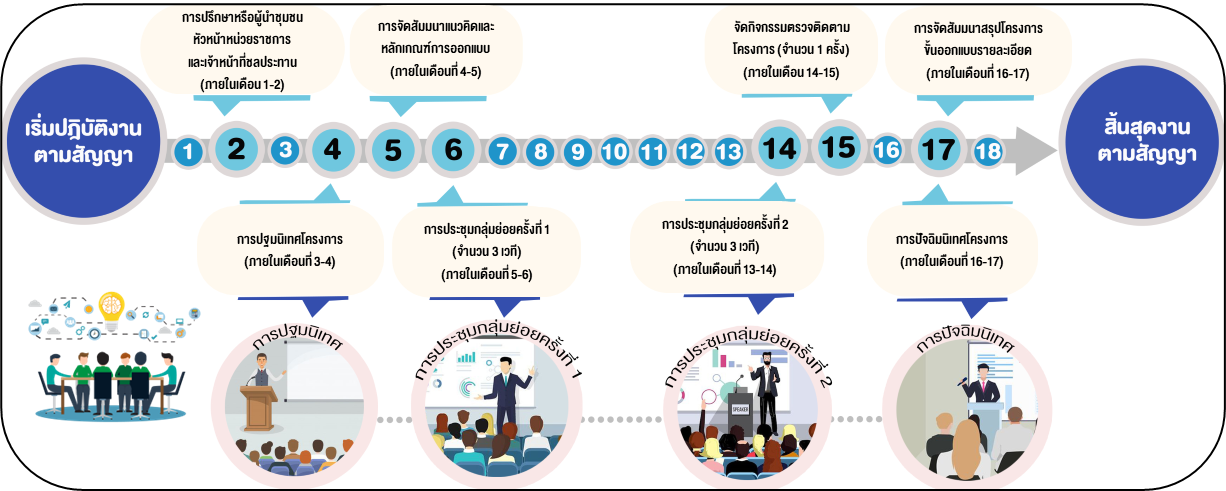 การปรึกษาหรือผู้นำชุมชน
หัวหน้าหน่วยราชการ
และเจ้าหน้าที่ชลประทาน
(ภายในเดือน 1-2)
การจัดสัมมนาแนวคิดและ
หลักเกณฑ์การออกแบบ
(ภายในเดือนที่ 4-5)
จัดกิจกรรมตรวจติดตาม
โครงการ (จำนวน 1 ครั้ง)
(ภายในเดือน 14-15)
การจัดสัมมนาสรุปโครงการ
ขั้นออกแบบรายละเอียด
(ภายในเดือนที่ 16-17)
เริ่มปฏิบัติงาน
ตามสัญญา
1 2 3 4 5 6 7 8 9 10 11 12 13 14 15 16 17 18
สิ้นสุดงาน
ตามสัญญา
การปฐมนิเทศโครงการ
(ภายในเดือนที่ 3-4)
การประชุมกลุ่มย่อยครั้งที่ 1
(จำนวน 3 เวที)
(ภายในเดือนที่ 5-6)
การประชุมกลุ่มย่อยครั้งที่ 2
(จำนวน 3 เวที)
(ภายในเดือนที่ 13-14)
การปัจฉิมนิเทศโครงการ
(ภายในเดือนที่ 16-17)
การปฐมนิเทศ
การประชุมกลุ่มย่อยครั้งที่ 1
การประชุมกลุ่มย่อยครั้งที่ 2
การปัจฉิมนิเทศ
SPEAKER